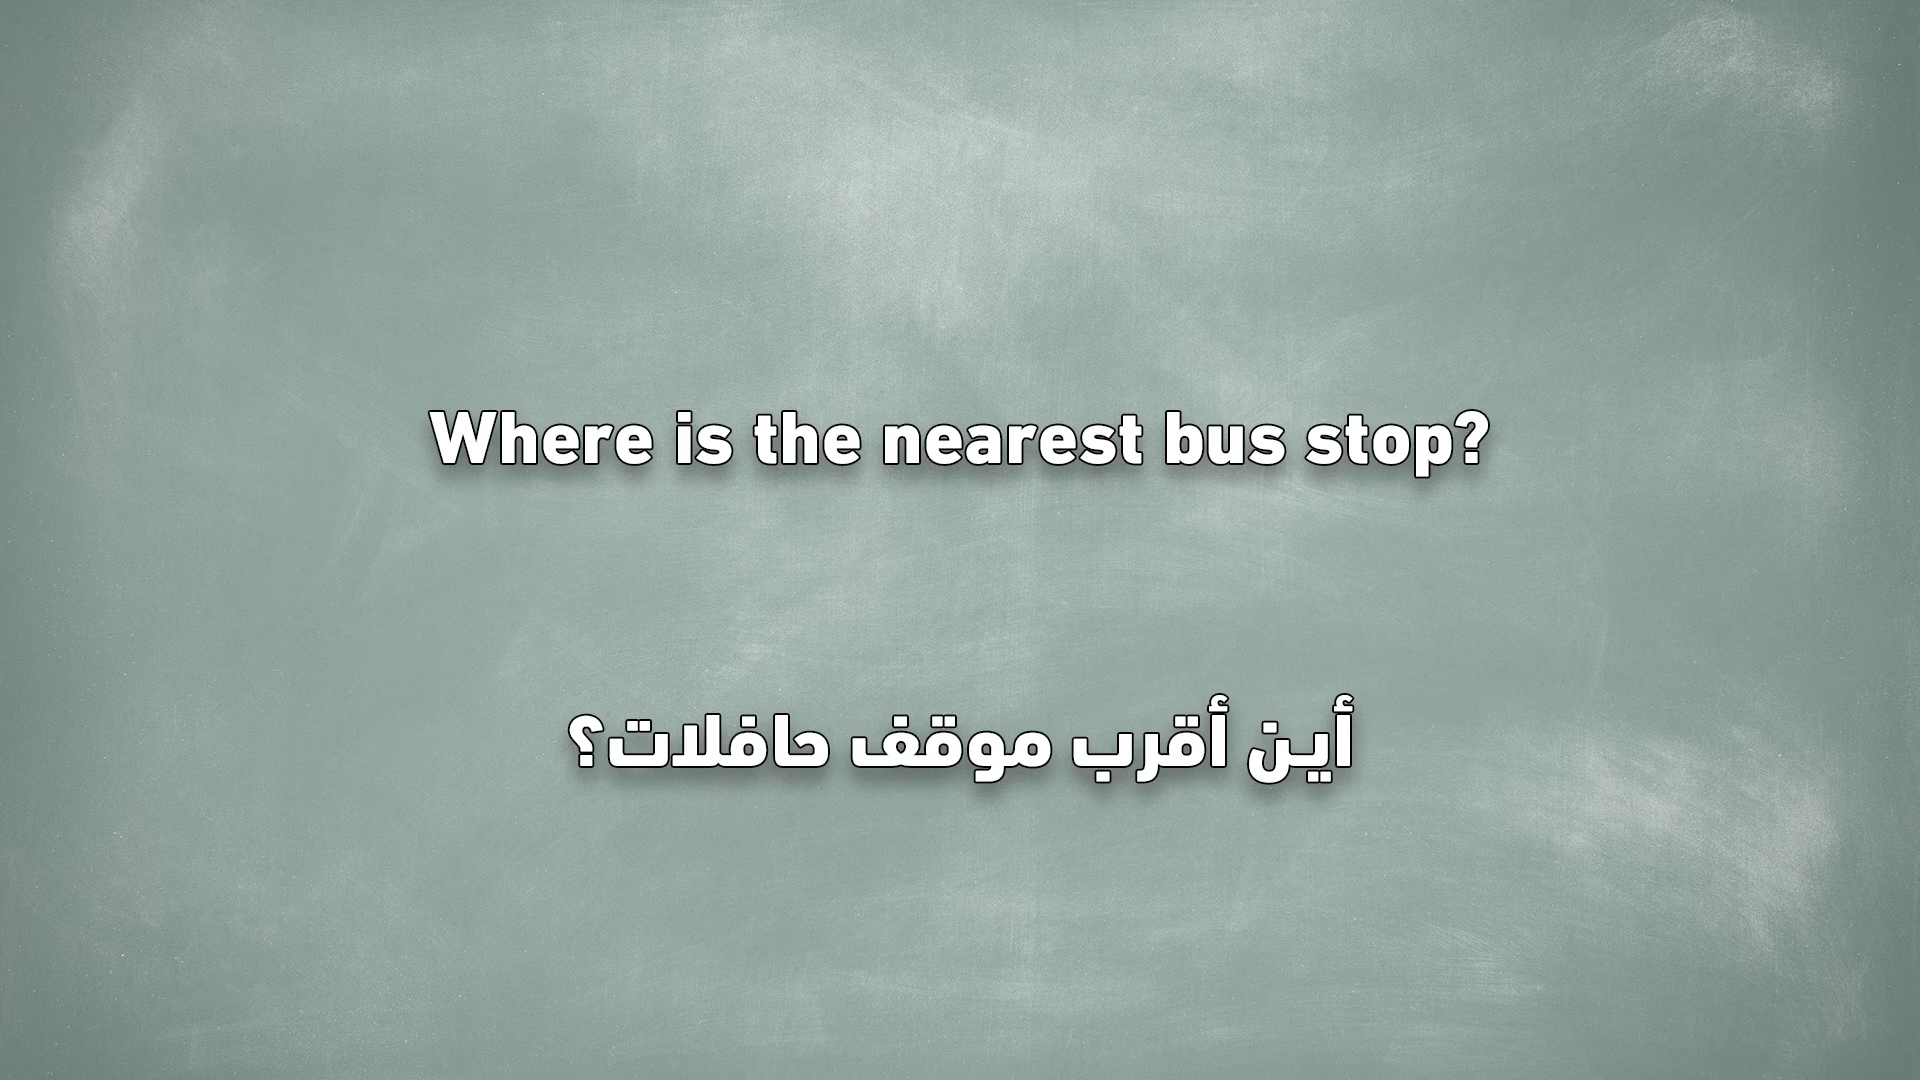 Where is the nearest bus stop?
أين أقرب موقف حافلات؟